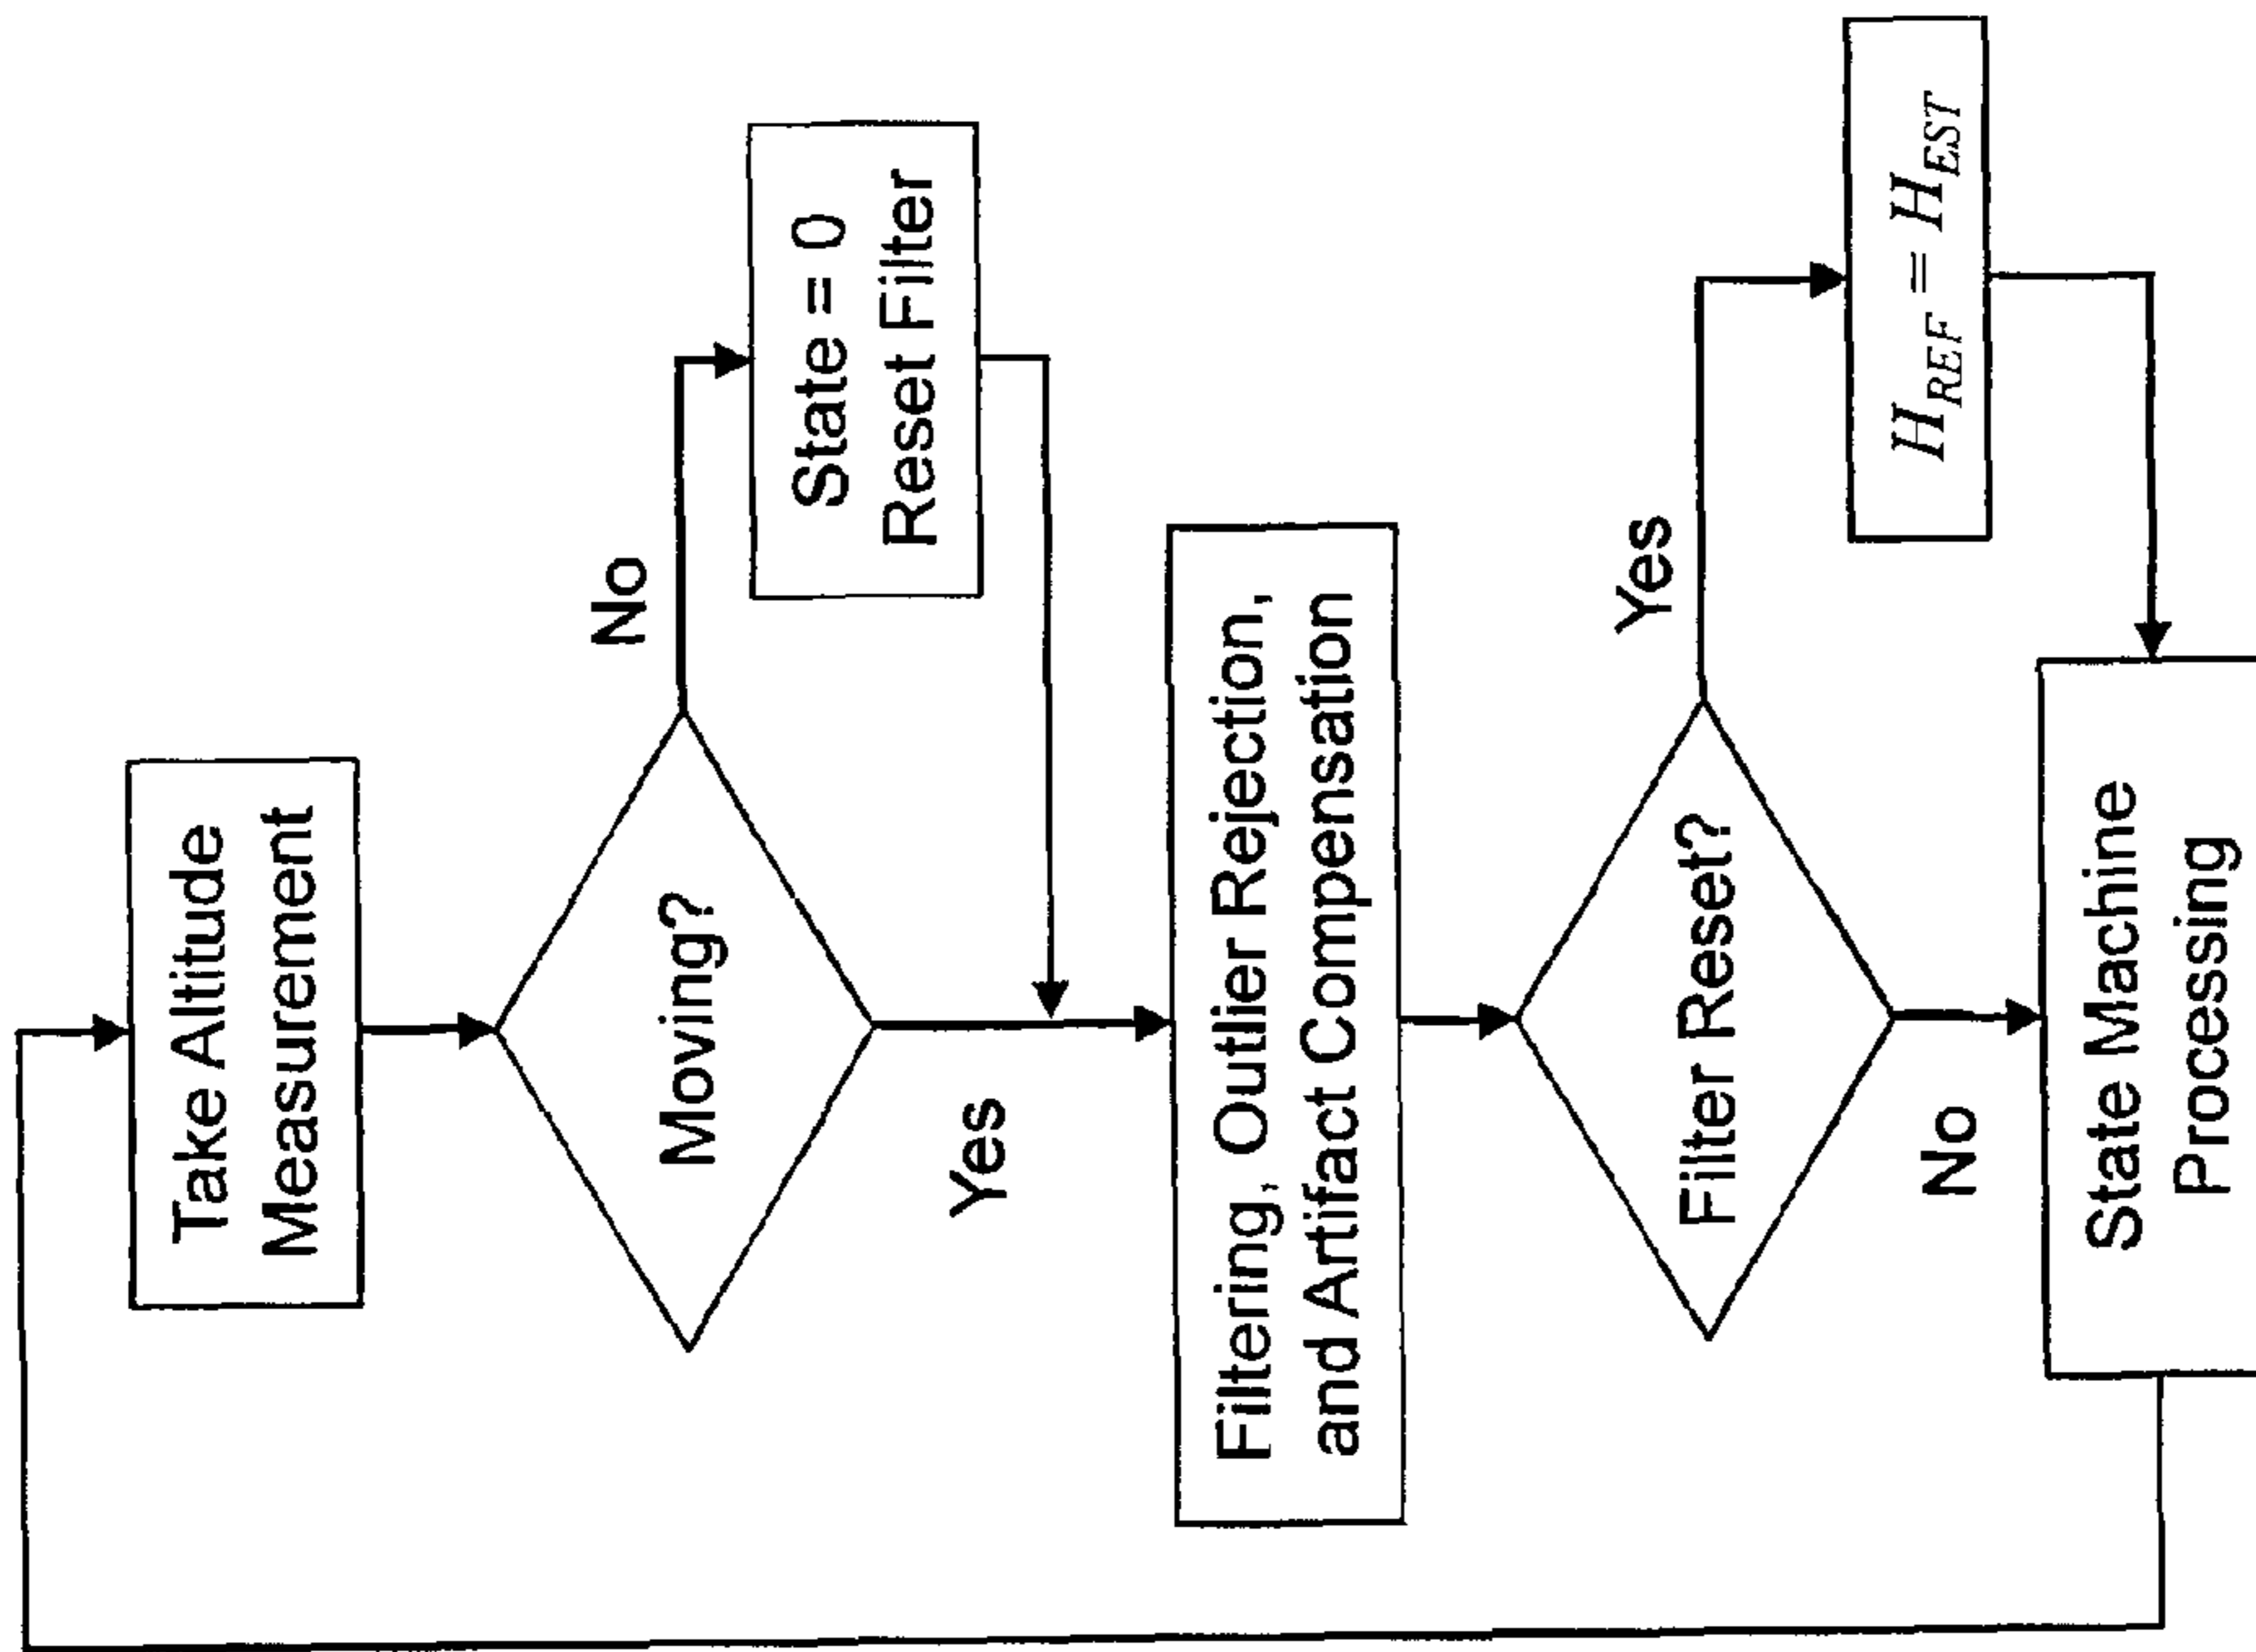 Take Altitude
Measurement
Moving?
No
State = 0
Reset Filter
Yes
Filtering, Outlier Rejection,
and Artifact Compensation
Filter Reset?
Yes
H_REF = H_EST
No
State Machine
Processing